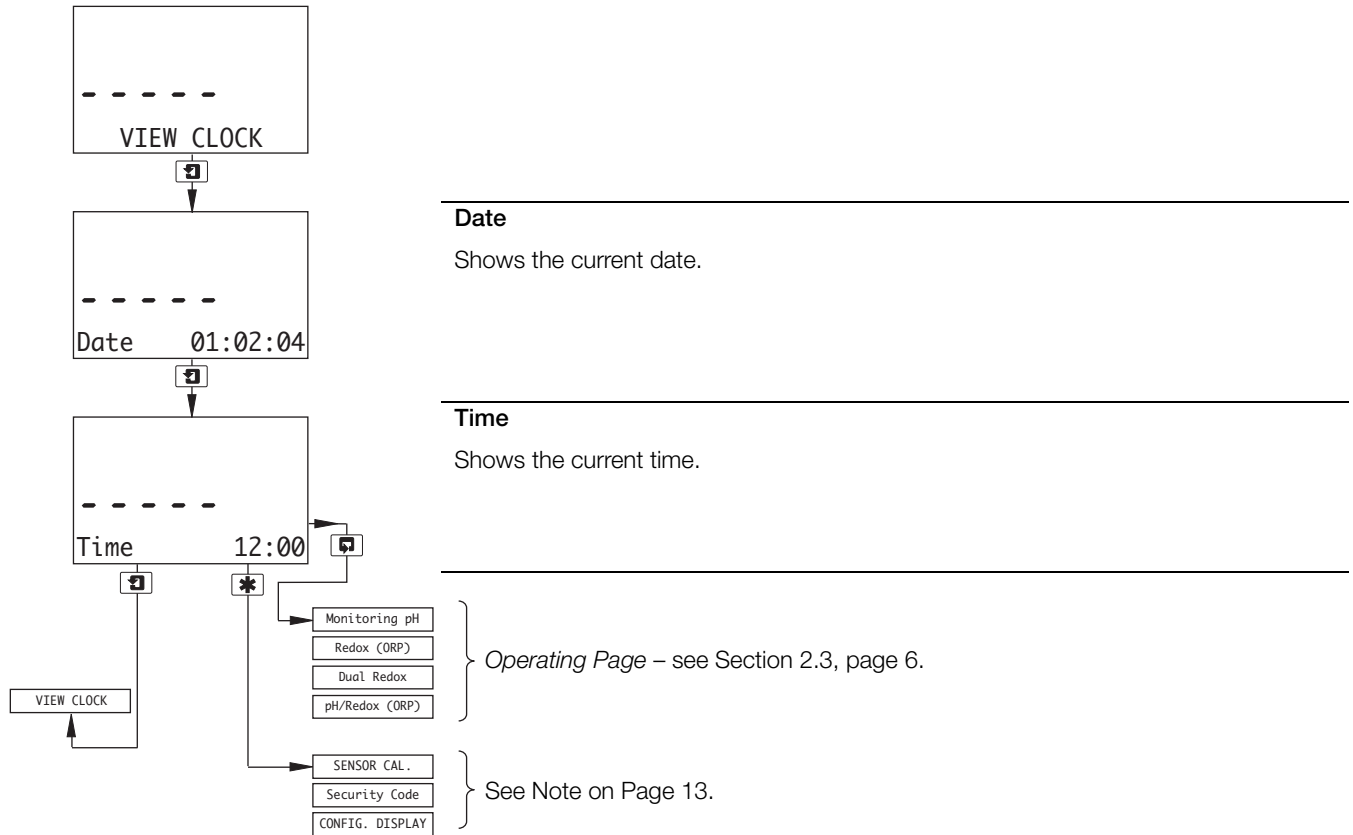 - - - - -
VIEW CLOCK
Date
Shows the current date.
- - - - -
Date 01:02:04
Time
Shows the current time.
- - - - -
Time 12:00
Monitoring pH
Redox (ORP)
Dual Redox
pH/Redox (ORP)
Operating Page – see Section 2.3, page 6.
VIEW CLOCK
SENSOR CAL.
Security Code
CONFIG. DISPLAY
See Note on Page 13.